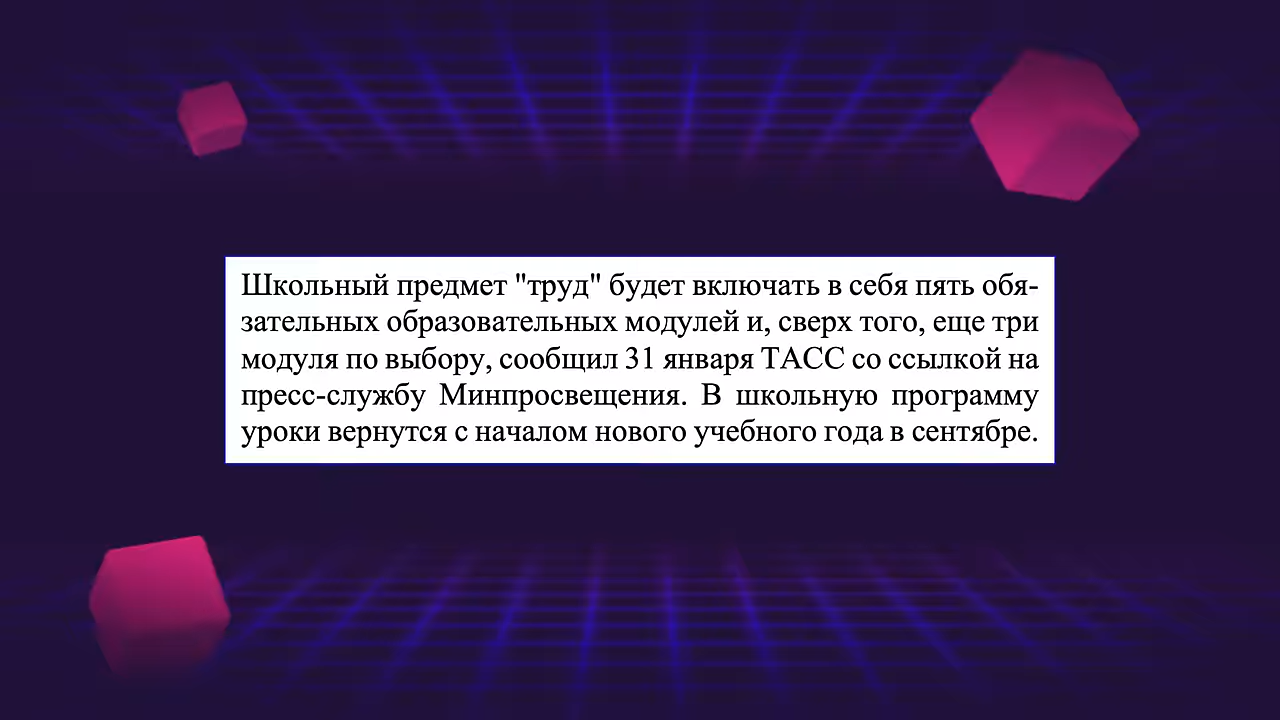 Школьный предмет "труд" будет включать в себя пять обя-
зательных образовательных модулей и, сверх того, еще три
модуля по выбору, сообщил 31 января ТАСС со ссылкой на
пресс-службу Минпросвещения. В школьную программу
уроки вернутся с началом нового учебного года в сентябре.